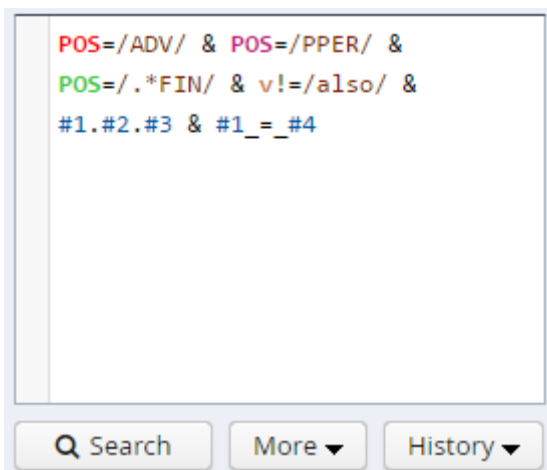 POS=/ADV/ & POS=/PPER/ &
POS=/.*FIN/ & v!=/also/ &
#1.#2.#3 & #1_=_#4
Search More History